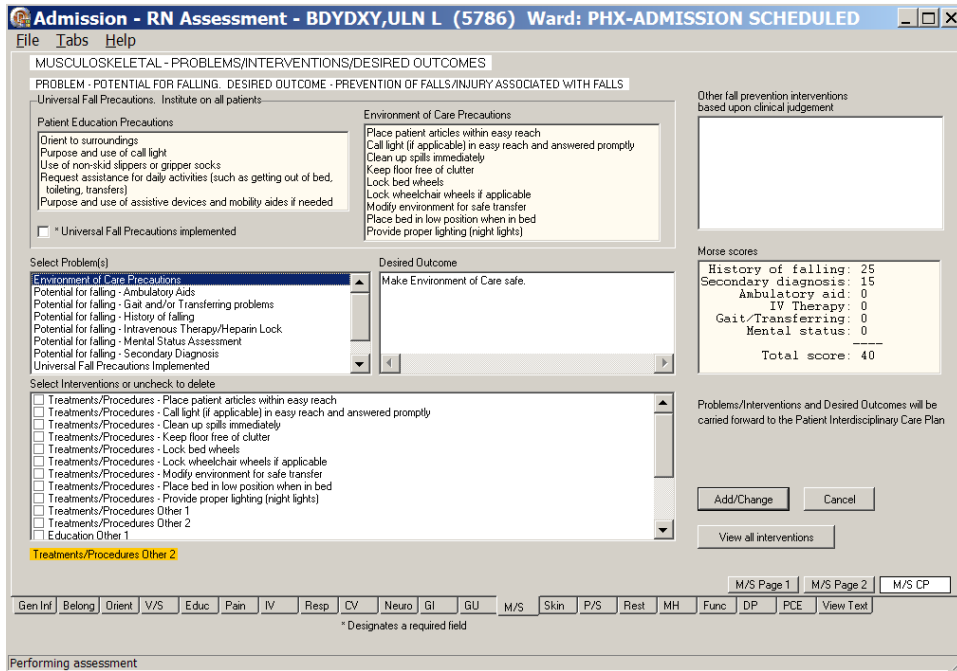 Admission - RN Assessment - BDYDXY,ULN L (5786) Ward: PHX-ADMISSION SCHEDULED
File Tabs Help
MUSCULOSKELETAL - PROBLEMS/INTERVENTIONS/DESIRED OUTCOMES
PROBLEM - POTENTIAL FOR FALLING. DESIRED OUTCOME - PREVENTION OF FALLS/INJURY ASSOCIATED WITH FALLS
Universal Fall Precautions. Institute on all patients
Patient Education Precautions
Orient to surroundings
Purpose and use of call light
Use of non-skid slippers or gripper socks
Request assistance for daily activities (such as getting out of bed,
toileting, transfers)
Purpose and use of assistive devices and mobility aides if needed
* Universal Fall Precautions implemented
Environment of Care Precautions
Place patient articles within easy reach
Call light (if applicable) in easy reach and answered promptly
Clean up spills immediately
Keep floor free of clutter
Lock bed wheels
Lock wheelchair wheels if applicable
Modify environment for safe transfer
Place bed in low position when in bed
Provide proper lighting (night lights)
Other fall prevention interventions
based upon clinical judgement
Select Problem(s)
Environment of Care Precautions
Potential for falling - Ambulatory Aids
Potential for falling - Gait and/or Transferring problems
Potential for falling - History of falling
Potential for falling - Intravenous Therapy/Heparin Lock
Potential for falling - Mental Status Assessment
Potential for falling - Secondary Diagnosis
Universal Fall Precautions Implemented
Desired Outcome
Make Environment of Care safe.
Morse scores
History of falling: 25
Secondary diagnosis: 15
Ambulatory aid: 0
IV Therapy: 0
Gait/Transferring: 0
Mental status: 0
----
Total score: 40
Select Interventions or uncheck to delete
Treatments/Procedures - Place patient articles within easy reach
Treatments/Procedures - Call light (if applicable) in easy reach and answered promptly
Treatments/Procedures - Clean up spills immediately
Treatments/Procedures - Keep floor free of clutter
Treatments/Procedures - Lock bed wheels
Treatments/Procedures - Lock wheelchair wheels if applicable
Treatments/Procedures - Modify environment for safe transfer
Treatments/Procedures - Place bed in low position when in bed
Treatments/Procedures - Provide proper lighting (night lights)
Treatments/Procedures Other 1
Treatments/Procedures Other 2
Education Other 1
Treatments/Procedures Other 2
Problems/Interventions and Desired Outcomes will be
carried forward to the Patient Interdisciplinary Care Plan
Add/Change Cancel
View all interventions
M/S Page 1 M/S Page 2 M/S CP
Gen Inf Belong Orient V/S Educ Pain IV Resp CV Neuro GI GU M/S Skin P/S Rest MH Func DP PCE View Text
* Designates a required field
Performing assessment